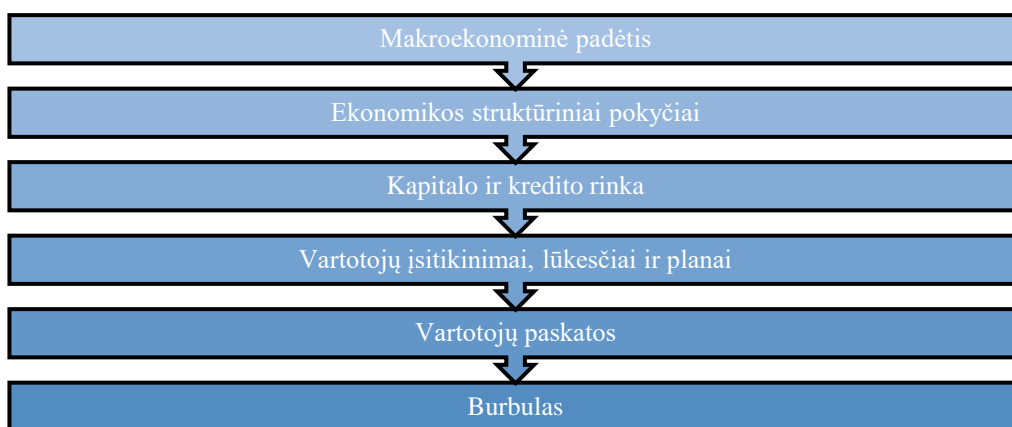 Makroekonominė padėtis
Ekonomikos struktūriniai pokyčiai
Kapitalo ir kredito rinka
Vartotojų įsitikinimai, lūkesčiai ir planai
Vartotojų paskatos
Burbulas